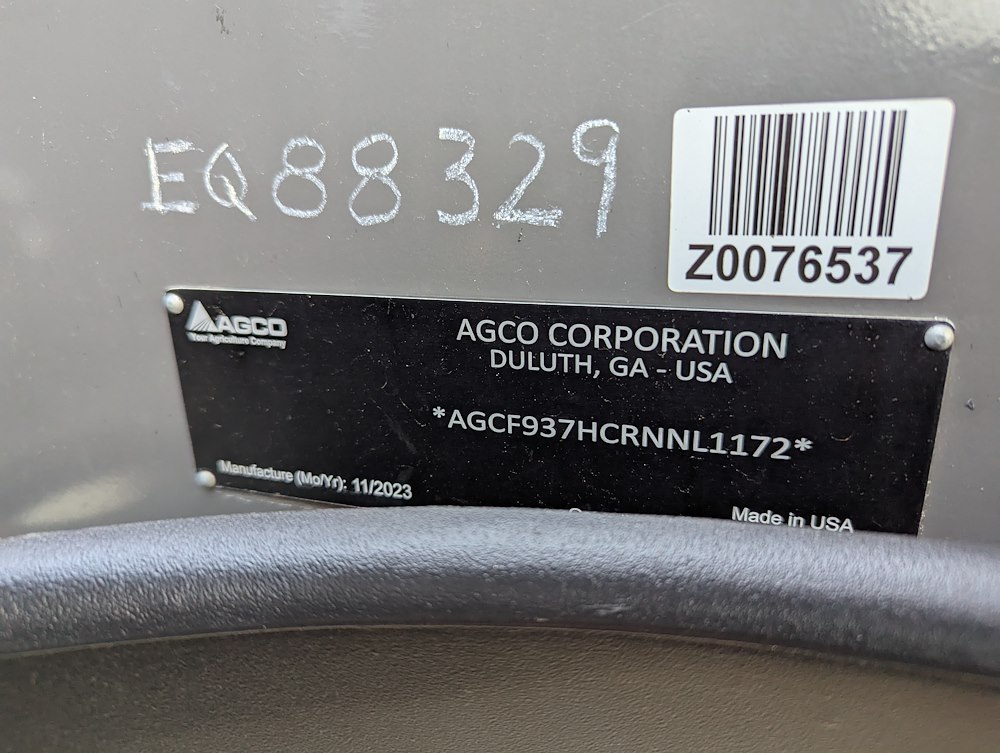 EQ88329
Z0076537
AGCO
Your Agriculture Company
AGCO CORPORATION
DULUTH, GA - USA
*AGCF937HCRNNL1172*
Manufacture (Mo/Yr): 11/2023
Made in USA